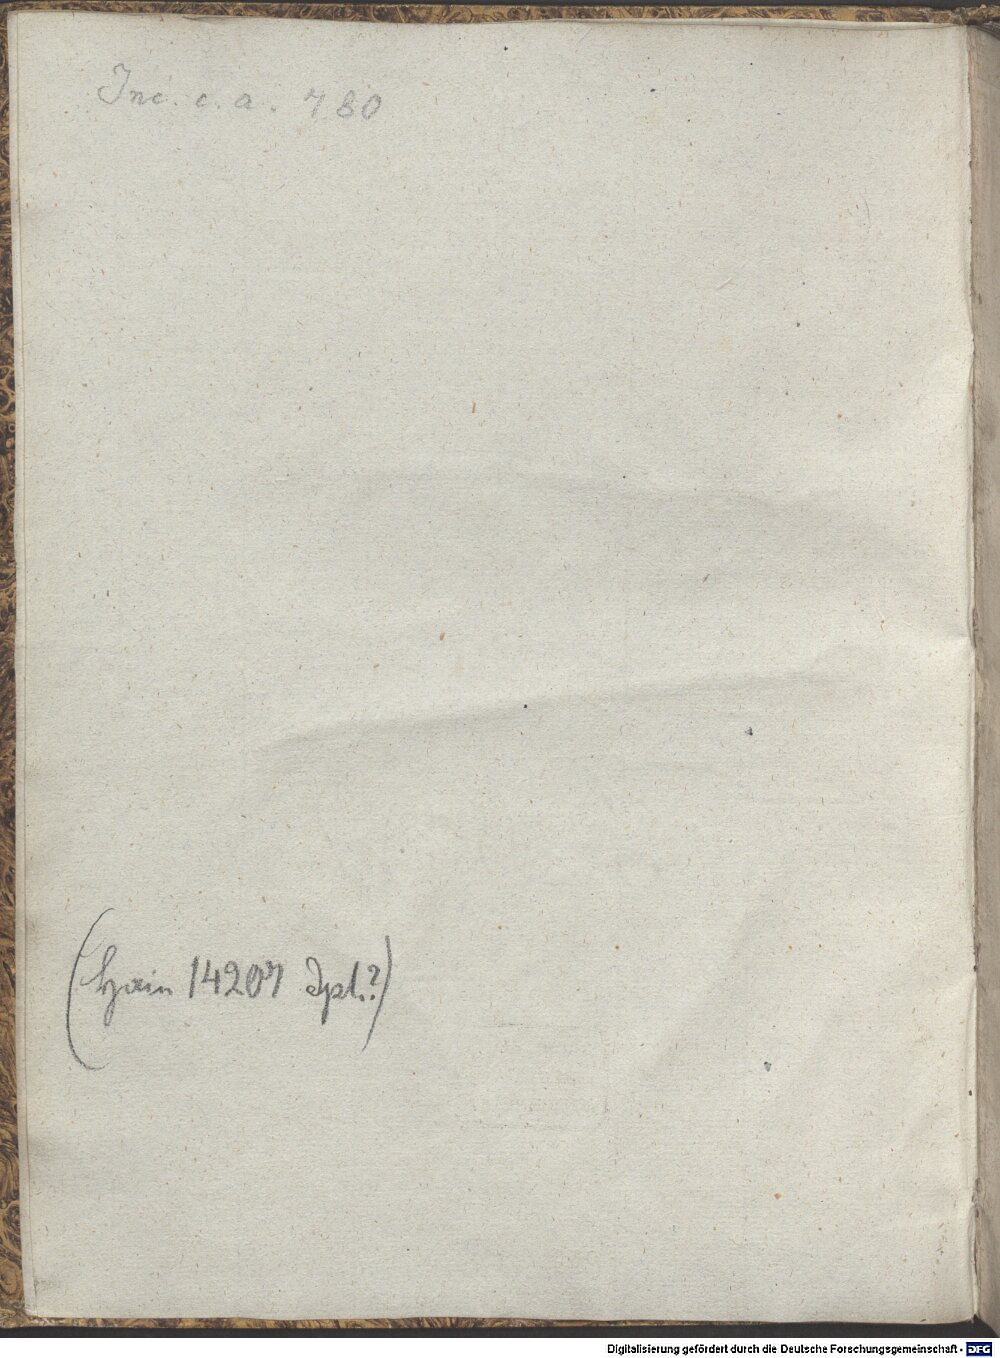 Inc. c. a. 780
(Hain 14207 Dpl.?)
Digitalisierung gefördert durch die Deutsche Forschungsgemeinschaft - DFG